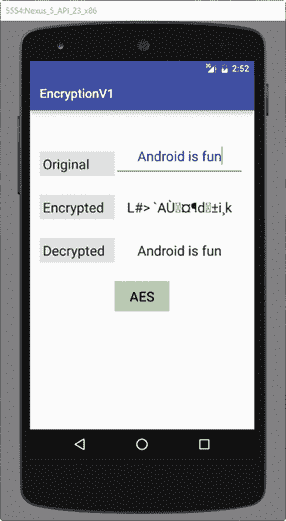 5554:Nexus_5_API_23_x86
2:52
EncryptionV1
Original Android is fun
Encrypted
Decrypted Android is fun
AES